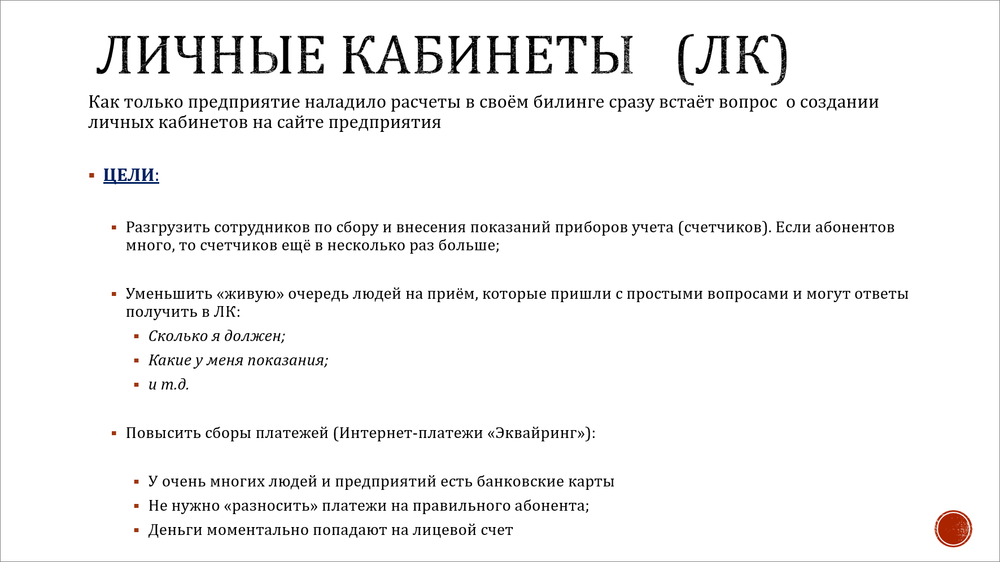 ЛИЧНЫЕ КАБИНЕТЫ (ЛК)
Как только предприятие наладило расчеты в своём билинге сразу встаёт вопрос о создании
личных кабинетов на сайте предприятия
ЦЕЛИ:
Разгрузить сотрудников по сбору и внесения показаний приборов учета (счетчиков). Если абонентов
много, то счетчиков ещё в несколько раз больше;
Уменьшить «живую» очередь людей на приём, которые пришли с простыми вопросами и могут ответы
получить в ЛК:
Сколько я должен;
Какие у меня показания;
и т.д.
Повысить сборы платежей (Интернет-платежи «Эквайринг»):
У очень многих людей и предприятий есть банковские карты
Не нужно «разносить» платежи на правильного абонента;
Деньги моментально попадают на лицевой счет